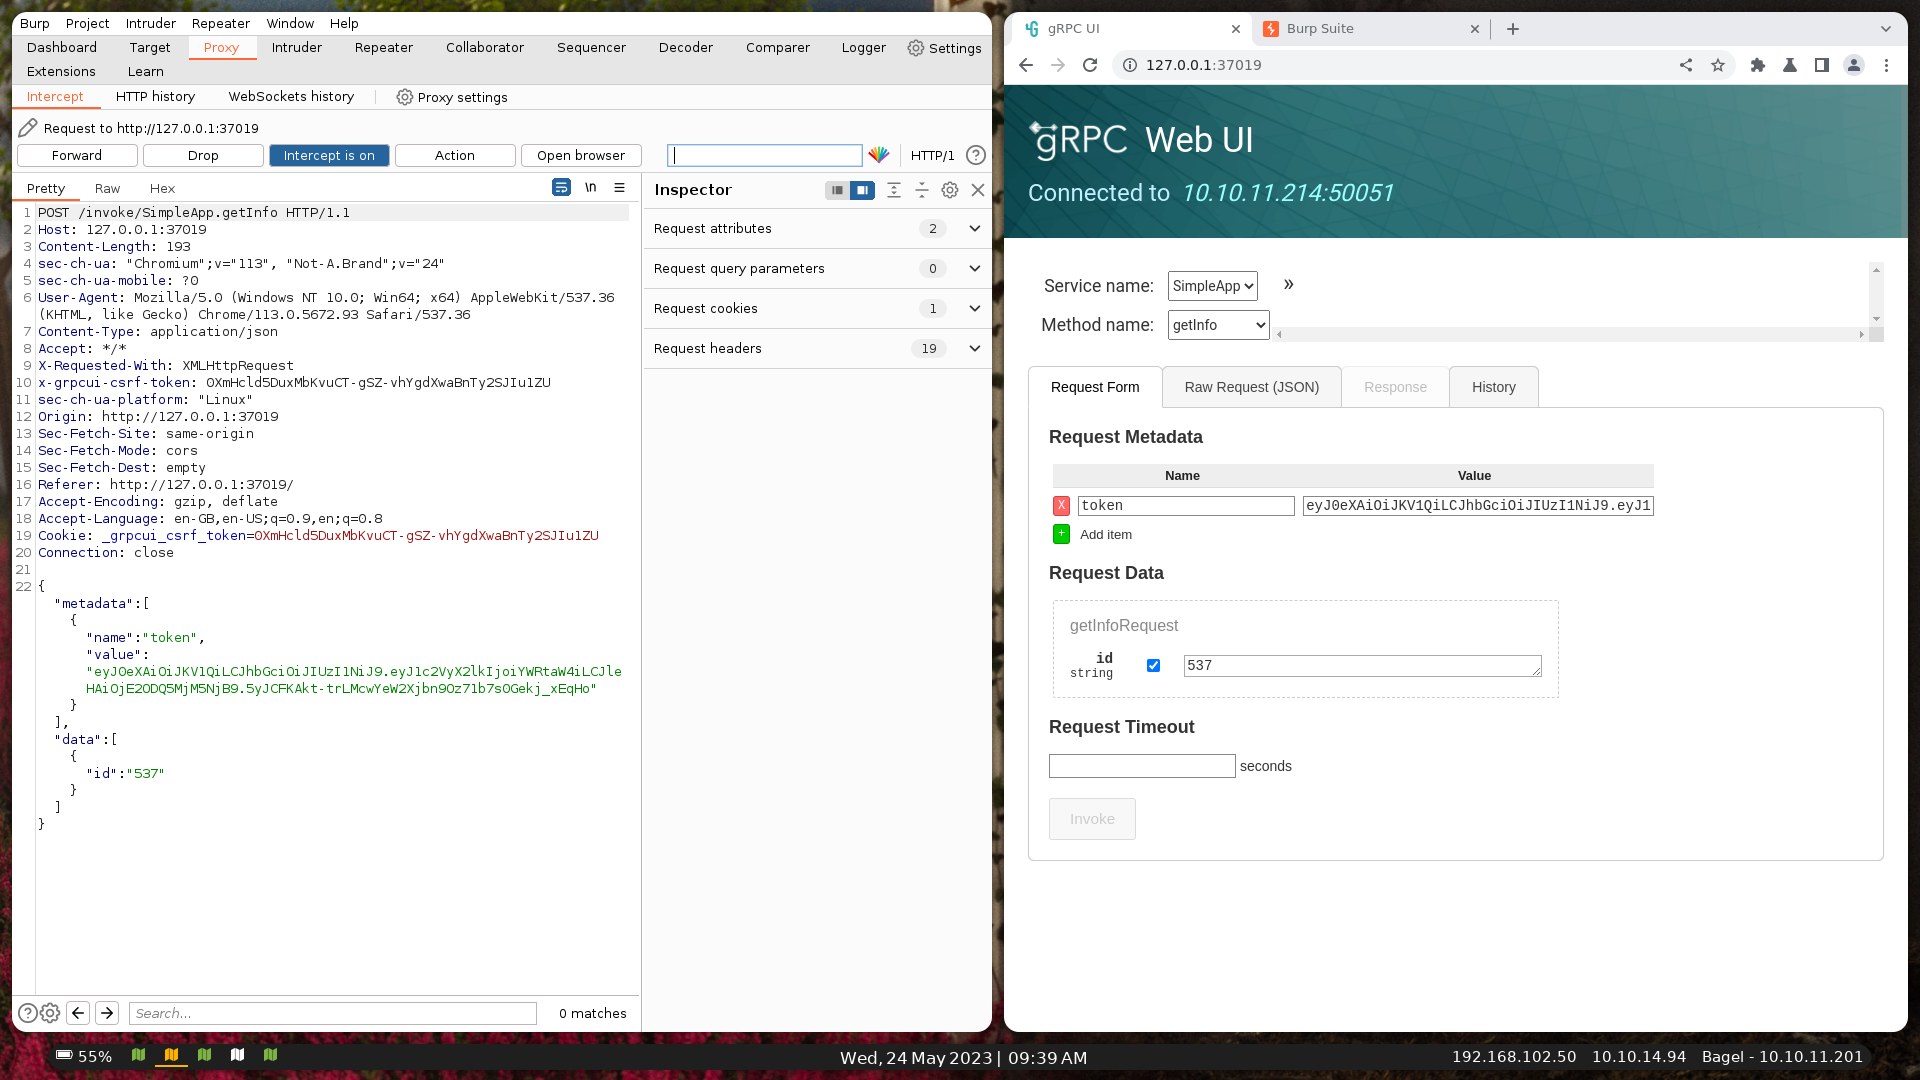 Burp Project Intruder Repeater Window Help
Dashboard Target Proxy Intruder Repeater Collaborator Sequencer Decoder Comparer Logger Settings
Extensions Learn
Intercept HTTP history WebSockets history Proxy settings
Request to http://127.0.0.1:37019
Forward Drop Intercept is on Action Open browser HTTP/1
Pretty Raw Hex \n
1 POST /invoke/SimpleApp.getInfo HTTP/1.1
2 Host: 127.0.0.1:37019
3 Content-Length: 193
4 sec-ch-ua: "Chromium";v="113", "Not-A.Brand";v="24"
5 sec-ch-ua-mobile: ?0
6 User-Agent: Mozilla/5.0 (Windows NT 10.0; Win64; x64) AppleWebKit/537.36
(KHTML, like Gecko) Chrome/113.0.5672.93 Safari/537.36
7 Content-Type: application/json
8 Accept: */*
9 X-Requested-With: XMLHttpRequest
10 x-grpcui-csrf-token: 0XmHcld5DuxMbKvuCT-gSZ-vhYgdXwaBnTy2SJIu1ZU
11 sec-ch-ua-platform: "Linux"
12 Origin: http://127.0.0.1:37019
13 Sec-Fetch-Site: same-origin
14 Sec-Fetch-Mode: cors
15 Sec-Fetch-Dest: empty
16 Referer: http://127.0.0.1:37019/
17 Accept-Encoding: gzip, deflate
18 Accept-Language: en-GB,en-US;q=0.9,en;q=0.8
19 Cookie: _grpcui_csrf_token=0XmHcld5DuxMbKvuCT-gSZ-vhYgdXwaBnTy2SJIu1ZU
20 Connection: close
21
22 {
"metadata":[
{
"name":"token",
"value":
"eyJ0eXAiOiJKV1QiLCJhbGciOiJIUzI1NiJ9.eyJ1c2VyX2lkIjoiYWRtaW4iLCJle
HAiOjE2ODQ5MjM5NjB9.5yJCFKAkt-trLMcwYeW2Xjbn9Oz71b7s0Gekj_xEqHo"
}
],
"data":[
{
"id":"537"
}
]
}
Search...
0 matches
Inspector
Request attributes 2
Request query parameters 0
Request cookies 1
Request headers 19
gRPC UI
Burp Suite
127.0.0.1:37019
gRPC Web UI
Connected to 10.10.11.214:50051
Service name: SimpleApp »
Method name: getInfo
Request Form Raw Request (JSON) Response History
Request Metadata
Name Value
X token eyJ0eXAiOiJKV1QiLCJhbGciOiJIUzI1NiJ9.eyJ1
+ Add item
Request Data
getInfoRequest
id
string
537
Request Timeout
seconds
Invoke
55%
Wed, 24 May 2023 | 09:39 AM
192.168.102.50 10.10.14.94 Bagel - 10.10.11.201